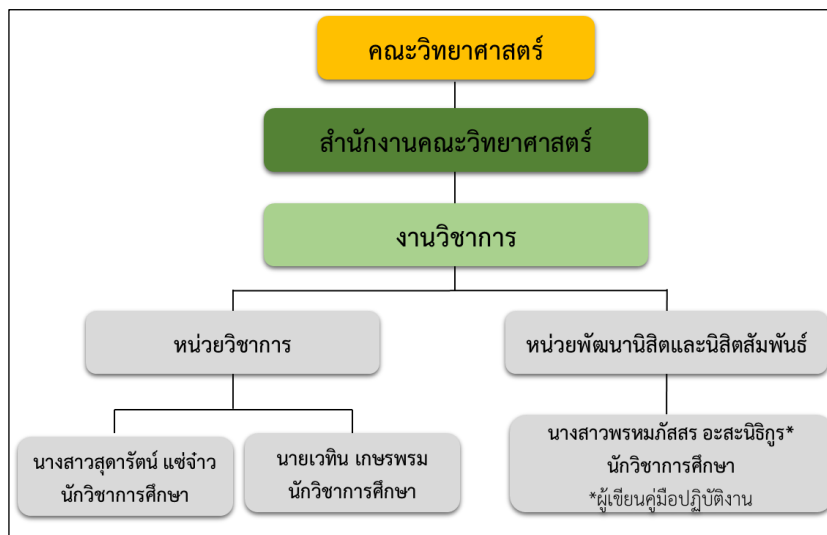 คณะวิทยาศาสตร์
สำนักงานคณะวิทยาศาสตร์
งานวิชาการ
หน่วยวิชาการ
หน่วยพัฒนานิสิตและนิสิตสัมพันธ์
นางสาวสุดารัตน์ แซ่จ๋าว
นักวิชาการศึกษา
นายเวทิน เกษรพรม
นักวิชาการศึกษา
นางสาวพรหมภัสสร อะสะนิธิกูร*
นักวิชาการศึกษา
*ผู้เขียนคู่มือปฏิบัติงาน